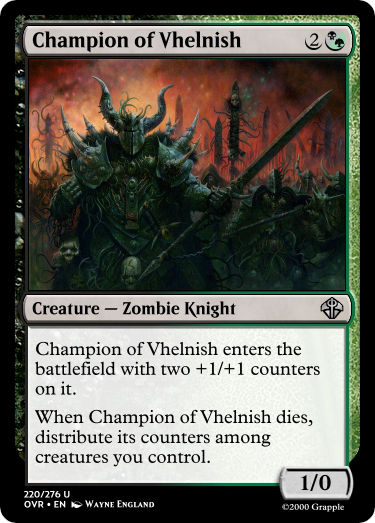 Champion of Vhelnish 2
Creature — Zombie Knight
Champion of Vhelnish enters the
battlefield with two +1/+1 counters
on it.
When Champion of Vhelnish dies,
distribute its counters among
creatures you control.
1/0
220/276 U
OVR • EN Wayne England
©2000 Grapple